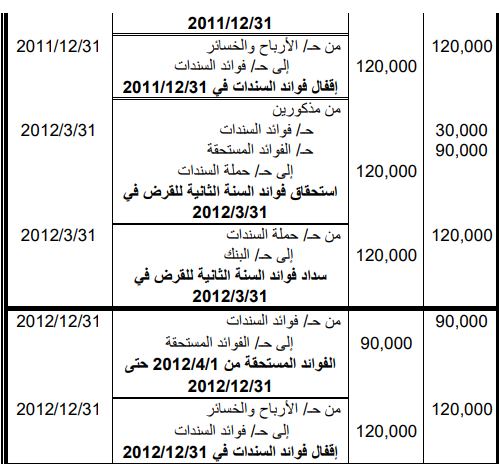 2011/12/31
120,000 من حـ/ الأرباح والخسائر 2011/12/31
120,000 إلى حـ/ فوائد السندات
إقفال فوائد السندات في 2011/12/31
من مذكورين
30,000 حـ/ فوائد السندات 2012/3/31
90,000 حـ/ الفوائد المستحقة
120,000 إلى حـ/ حملة السندات
استحقاق فوائد السنة الثانية للقرض في
2012/3/31
120,000 من حـ/ حملة السندات 2012/3/31
120,000 إلى حـ/ البنك
سداد فوائد السنة الثانية للقرض في
2012/3/31
90,000 من حـ/ فوائد السندات 2012/12/31
90,000 إلى حـ/ الفوائد المستحقة
الفوائد المستحقة من 2012/4/1 حتى
2012/12/31
120,000 من حـ/ الأرباح والخسائر 2012/12/31
120,000 إلى حـ/ فوائد السندات
إقفال فوائد السندات في 2012/12/31